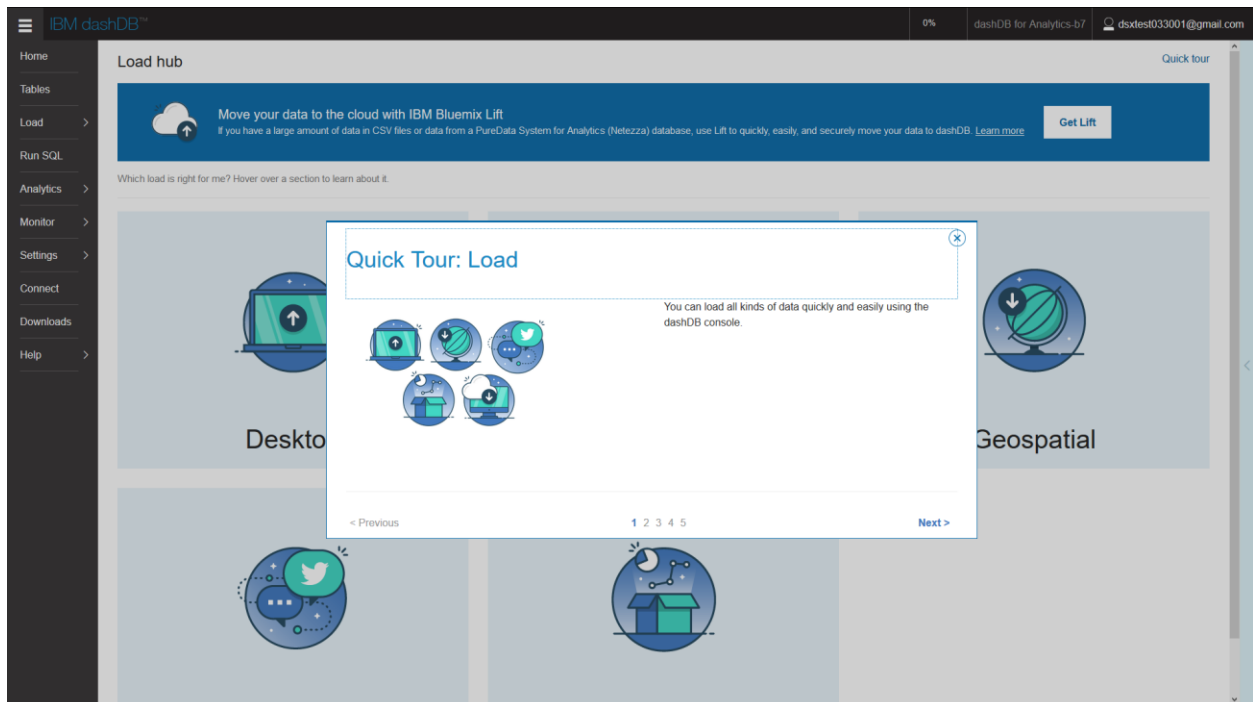 IBM dashDB™
0%
dashDB for Analytics-b7
dsxtest033001@gmail.com
Home
Tables
Load
Run SQL
Analytics
Monitor
Settings
Connect
Downloads
Help
Load hub
Quick tour
Move your data to the cloud with IBM Bluemix Lift
If you have a large amount of data in CSV files or data from a PureData System for Analytics (Netezza) database, use Lift to quickly, easily, and securely move your data to dashDB. Learn more
Get Lift
Which load is right for me? Hover over a section to learn about it.
Quick Tour: Load
You can load all kinds of data quickly and easily using the
dashDB console.
< Previous
1 2 3 4 5
Next >
Deskto
Geospatial